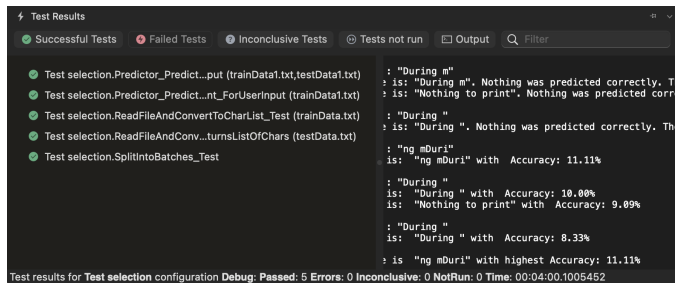 Test Results
Successful Tests Failed Tests Inconclusive Tests Tests not run Output Filter
Test selection.Predictor_Predict...put (trainData1.txt,testData1.txt)
Test selection.Predictor_Predict...nt_ForUserInput (trainData1.txt)
Test selection.ReadFileAndConvertToCharList_Test (trainData.txt)
Test selection.ReadFileAndConv...turnsListOfChars (testData.txt)
Test selection.SplitIntoBatches_Test
: "During m"
is: "During m". Nothing was predicted correctly.
is: "Nothing to print". Nothing was predicted
: "During "
is: "During ". Nothing was predicted correctly.
: "ng mDuri"
is: "ng mDuri" with Accuracy: 11.11%
: "During "
is: "During " with Accuracy: 10.00%
is: "Nothing to print" with Accuracy: 9.09%
: "During "
is: "During " with Accuracy: 8.33%
is "ng mDuri" with highest Accuracy: 11.11%
Test results for Test selection configuration Debug: Passed: 5 Errors: 0 Inconclusive: 0 NotRun: 0 Time: 00:04:00.1005452